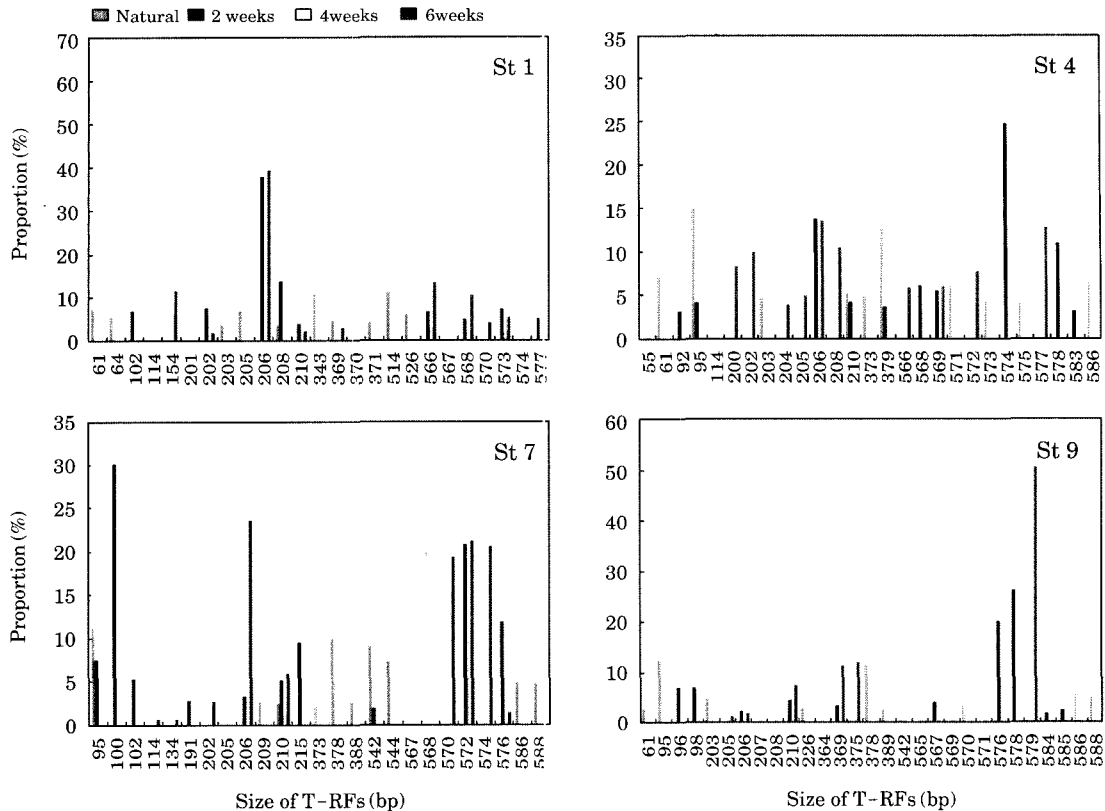 Natural 2 weeks 4weeks 6weeks
St 1
Proportion (%)
70
60
50
40
30
20
10
0
61 64 102 114 154 201 202 203 205 206 208 210 343 369 370 371 514 526 566 567 568 570 573 574 577
St 4
35
30
25
20
15
10
5
0
55 61 92 95 114 200 202 203 204 205 206 208 210 373 379 566 568 569 571 572 573 574 575 577 578 583 586
St 7
Proportion (%)
35
30
25
20
15
10
5
0
95 100 102 114 134 191 202 205 206 209 210 215 373 378 388 542 544 567 568 570 572 574 576 586 588
Size of T-RFs (bp)
St 9
60
50
40
30
20
10
0
61 95 96 98 203 205 206 207 208 210 226 364 369 375 378 389 542 565 567 569 570 571 576 578 579 584 585 586 588
Size of T-RFs (bp)